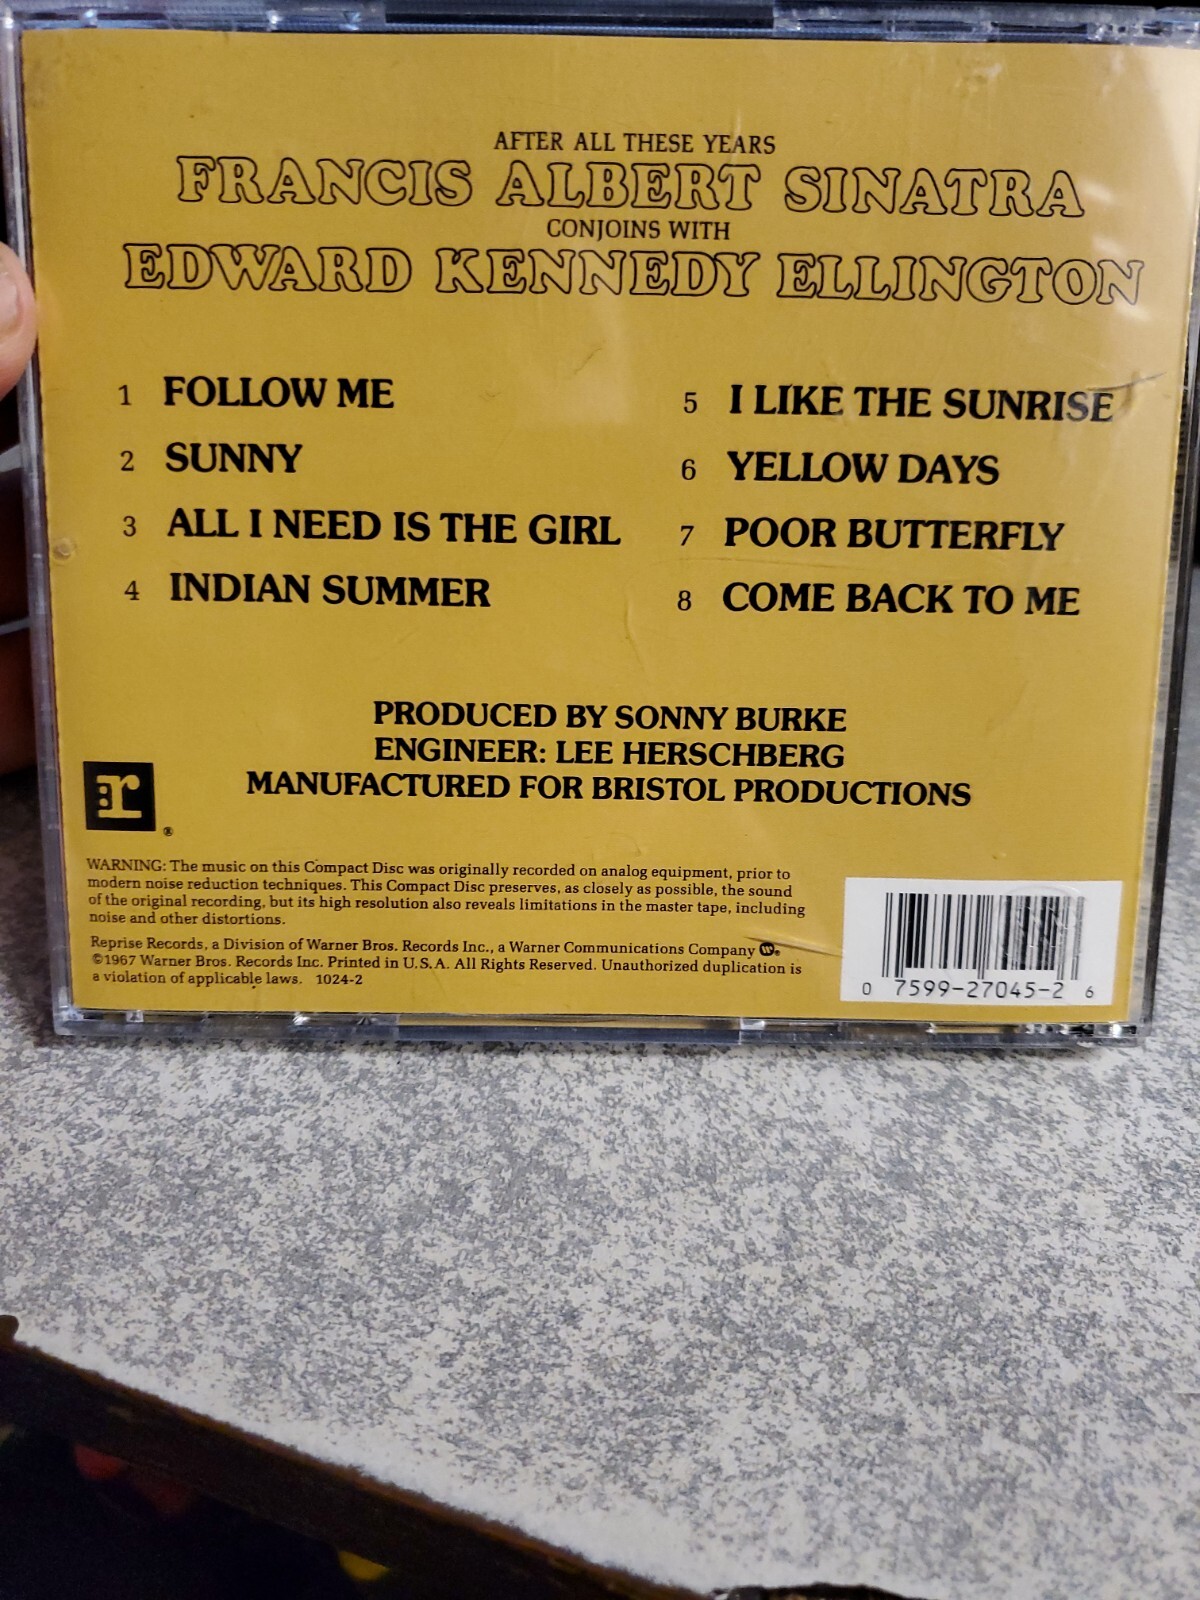 AFTER ALL THESE YEARS
FRANCIS ALBERT SINATRA
CONJOINS WITH
EDWARD KENNEDY ELLINGTON
1 FOLLOW ME
2 SUNNY
3 ALL I NEED IS THE GIRL
4 INDIAN SUMMER
5 I LIKE THE SUNRISE
6 YELLOW DAYS
7 POOR BUTTERFLY
8 COME BACK TO ME
PRODUCED BY SONNY BURKE
ENGINEER: LEE HERSCHBERG
MANUFACTURED FOR BRISTOL PRODUCTIONS
r
®
WARNING: The music on this Compact Disc was originally recorded on analog equipment, prior to
modern noise reduction techniques. This Compact Disc preserves, as closely as possible, the sound
of the original recording, but its high resolution also reveals limitations in the master tape, including
noise and other distortions.
Reprise Records, a Division of Warner Bros. Records Inc., a Warner Communications Company
©1967 Warner Bros. Records Inc. Printed in U.S.A. All Rights Reserved. Unauthorized duplication is
a violation of applicable laws. 1024-2
0 7599-27045-2 6